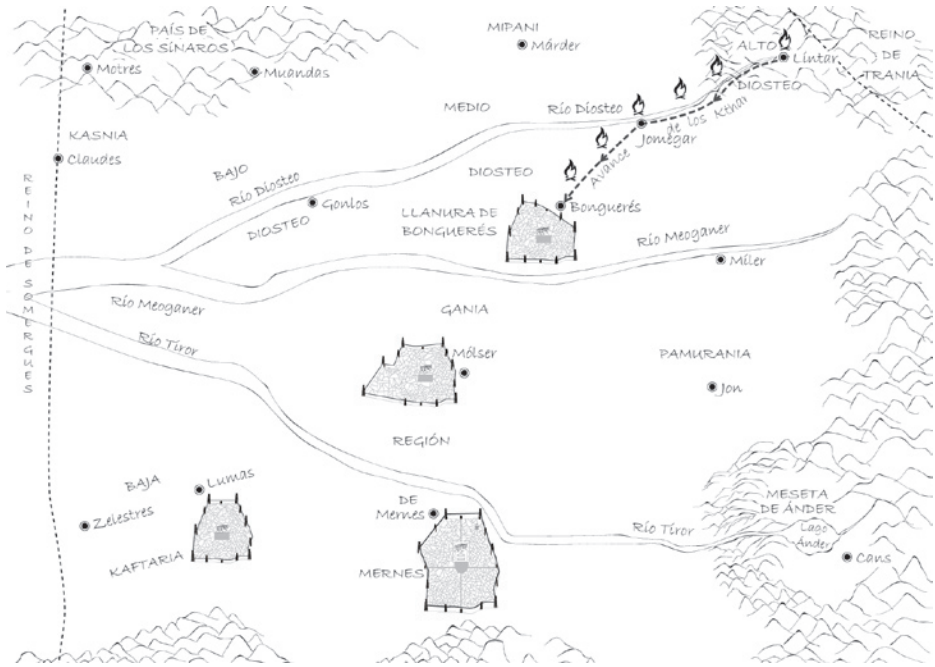 PAÍS DE
LOS SÍNAROS
Motres
Muandas
MIPANI
Márder
ALTO
Lintar
DIOSTEO
REINO
DE
TRANIA
KASNIA
Claudes
MEDIO
Río Diosteo
Jomegar
Avance de los Kthar
BAJO
Río Diosteo
DIOSTEO
Gonlos
DIOSTEO
LLANURA DE
BONGUERÉS
Bonguerés
Río Meoganer
Miler
REINO DE SOMERGUES
Río Meoganer
Río Tíror
GANIA
Mólser
PAMURANIA
Jon
REGIÓN
BAJA
Lumas
Zelestres
KAFTARIA
DE
Mernes
MERNES
Río Tíror
MESETA
DE ÁNDER
Lago
Ánder
Cans